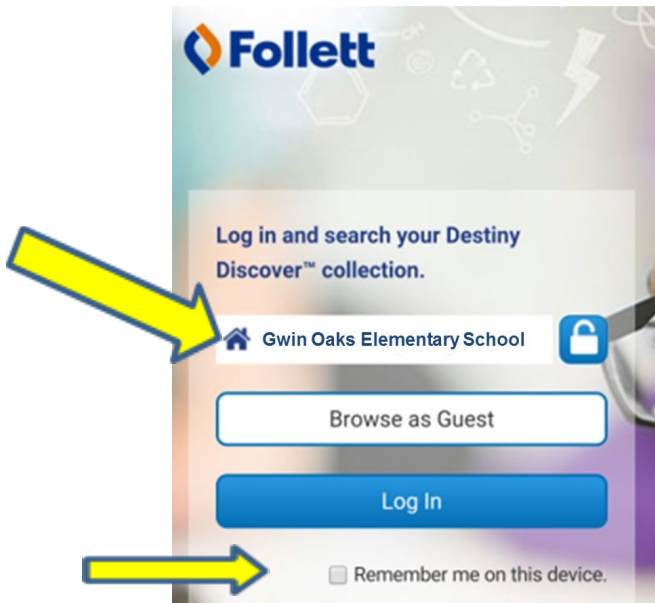 Follett
Log in and search your Destiny
Discover™ collection.
Gwin Oaks Elementary School
Browse as Guest
Log In
Remember me on this device.